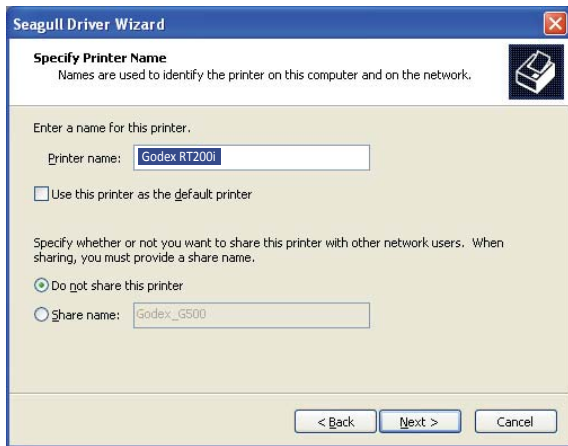 Seagull Driver Wizard
Specify Printer Name
Names are used to identify the printer on this computer and on the network.
Enter a name for this printer.
Printer name: Godex RT200i
Use this printer as the default printer
Specify whether or not you want to share this printer with other network users. When
sharing, you must provide a share name.
Do not share this printer
Share name: Godex_G500
< Back Next > Cancel